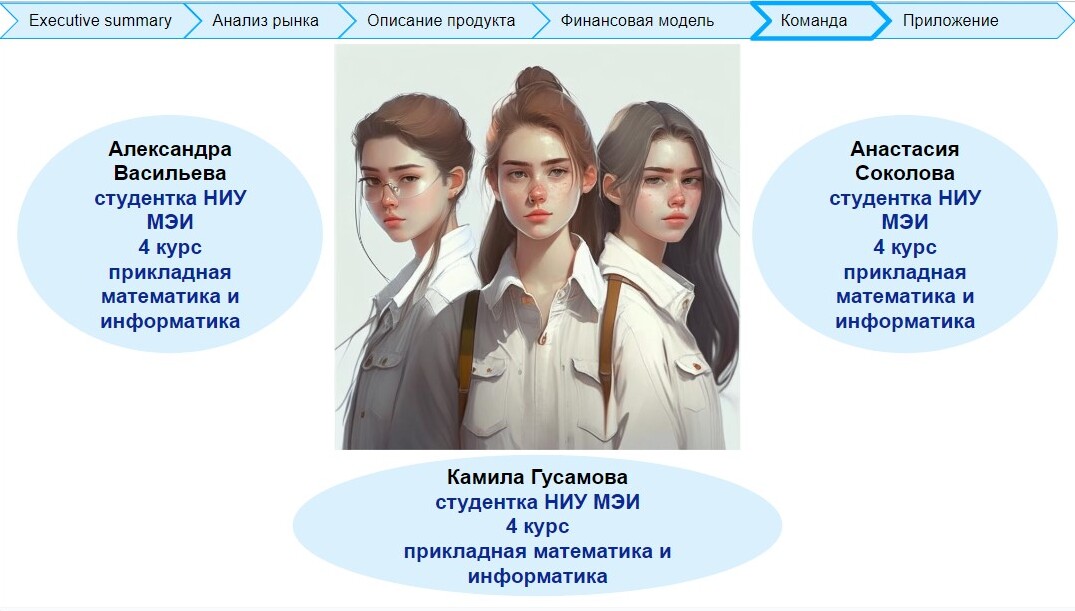 Executive summary
Анализ рынка
Описание продукта
Финансовая модель
Команда
Приложение
Александра
Васильева
студентка НИУ
МЭИ
4 курс
прикладная
математика и
информатика
Анастасия
Соколова
студентка НИУ
МЭИ
4 курс
прикладная
математика и
информатика
Камила Гусамова
студентка НИУ МЭИ
4 курс
прикладная математика и
информатика